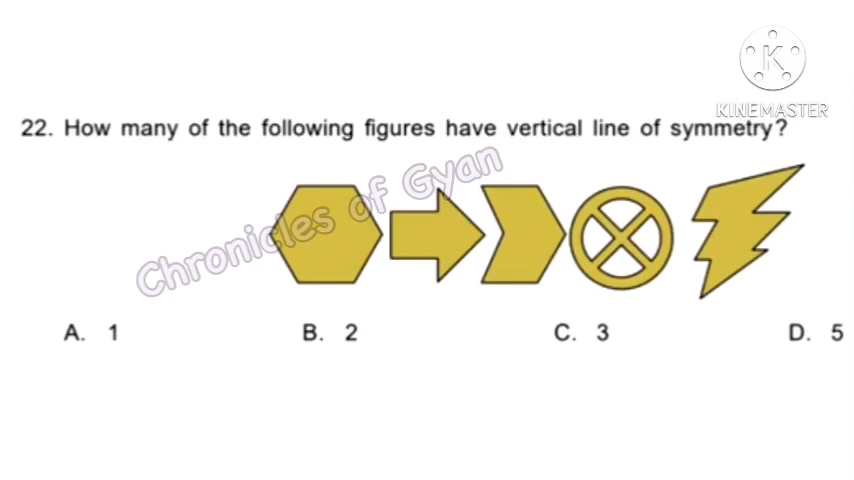 K
KINEMASTER
22. How many of the following figures have vertical line of symmetry?
Chronicles of Gyan
A. 1 B. 2 C. 3 D. 5